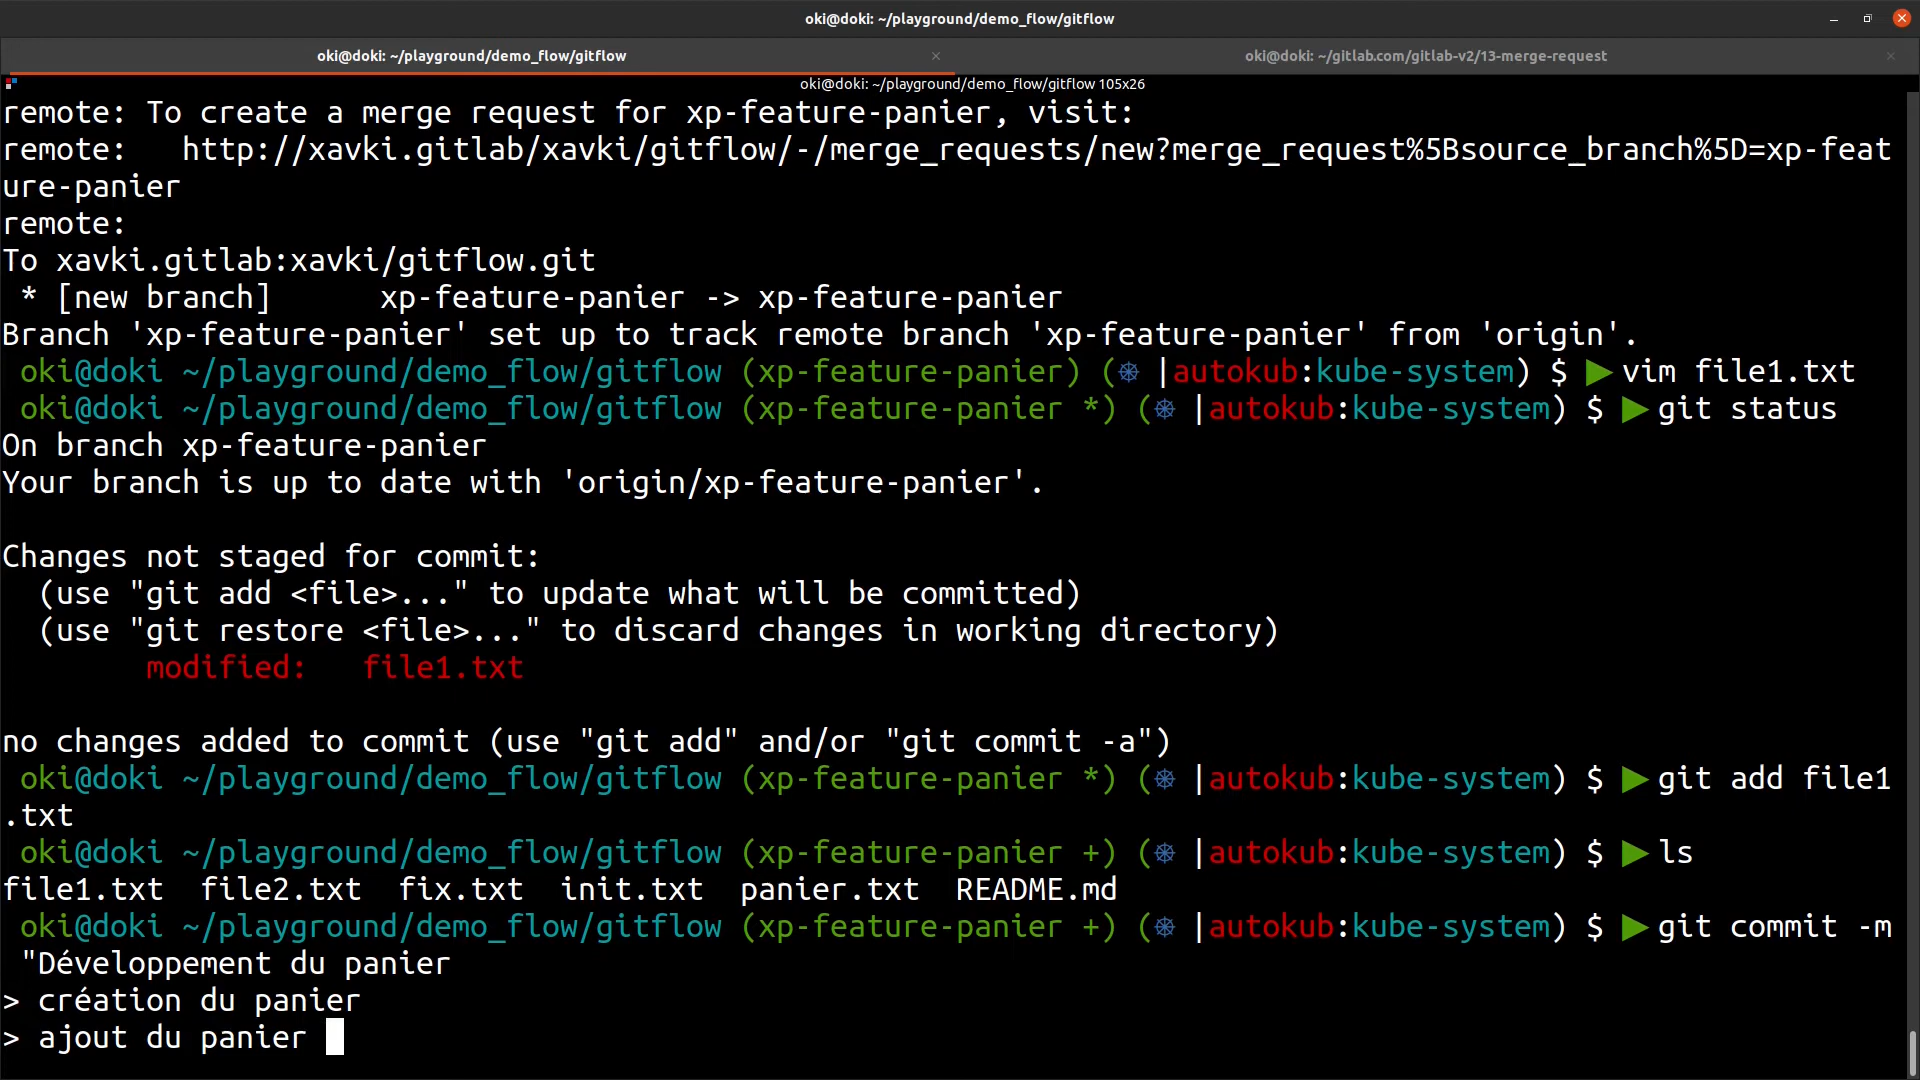 oki@doki: ~/playground/demo_flow/gitflow
oki@doki: ~/playground/demo_flow/gitflow
oki@doki: ~/gitlab.com/gitlab-v2/13-merge-request
oki@doki: ~/playground/demo_flow/gitflow 105x26
remote: To create a merge request for xp-feature-panier, visit:
remote:   http://xavki.gitlab/xavki/gitflow/-/merge_requests/new?merge_request%5Bsource_branch%5D=xp-feat
ure-panier
remote:
To xavki.gitlab:xavki/gitflow.git
 * [new branch]      xp-feature-panier -> xp-feature-panier
Branch 'xp-feature-panier' set up to track remote branch 'xp-feature-panier' from 'origin'.
 oki@doki ~/playground/demo_flow/gitflow (xp-feature-panier) (⎈ |autokub:kube-system) $ ▶ vim file1.txt
 oki@doki ~/playground/demo_flow/gitflow (xp-feature-panier *) (⎈ |autokub:kube-system) $ ▶ git status
On branch xp-feature-panier
Your branch is up to date with 'origin/xp-feature-panier'.
Changes not staged for commit:
  (use "git add <file>..." to update what will be committed)
  (use "git restore <file>..." to discard changes in working directory)
        modified:   file1.txt
no changes added to commit (use "git add" and/or "git commit -a")
 oki@doki ~/playground/demo_flow/gitflow (xp-feature-panier *) (⎈ |autokub:kube-system) $ ▶ git add file1
.txt
 oki@doki ~/playground/demo_flow/gitflow (xp-feature-panier +) (⎈ |autokub:kube-system) $ ▶ ls
file1.txt  file2.txt  fix.txt  init.txt  panier.txt  README.md
 oki@doki ~/playground/demo_flow/gitflow (xp-feature-panier +) (⎈ |autokub:kube-system) $ ▶ git commit -m
 "Développement du panier
> création du panier
> ajout du panier